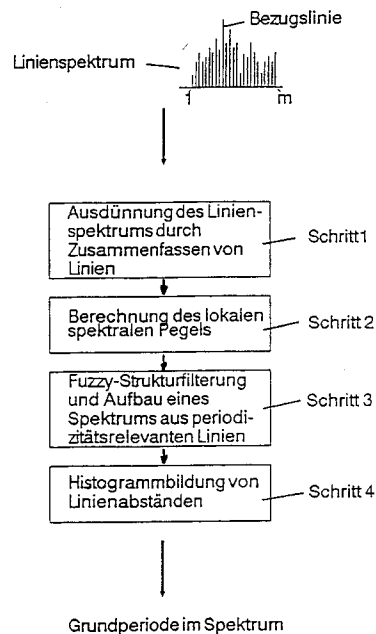 Bezugslinie
Linienspektrum
1 m
Ausdünnung des Linien-
spektrums durch
Zusammenfassen von
Linien
Schritt1
Berechnung des lokalen
spektralen Pegels
Schritt 2
Fuzzy-Strukturfilterung
und Aufbau eines
Spektrums aus periodi-
zitätsrelevanten Linien
Schritt 3
Histogrammbildung von
Linienabständen
Schritt 4
Grundperiode im Spektrum